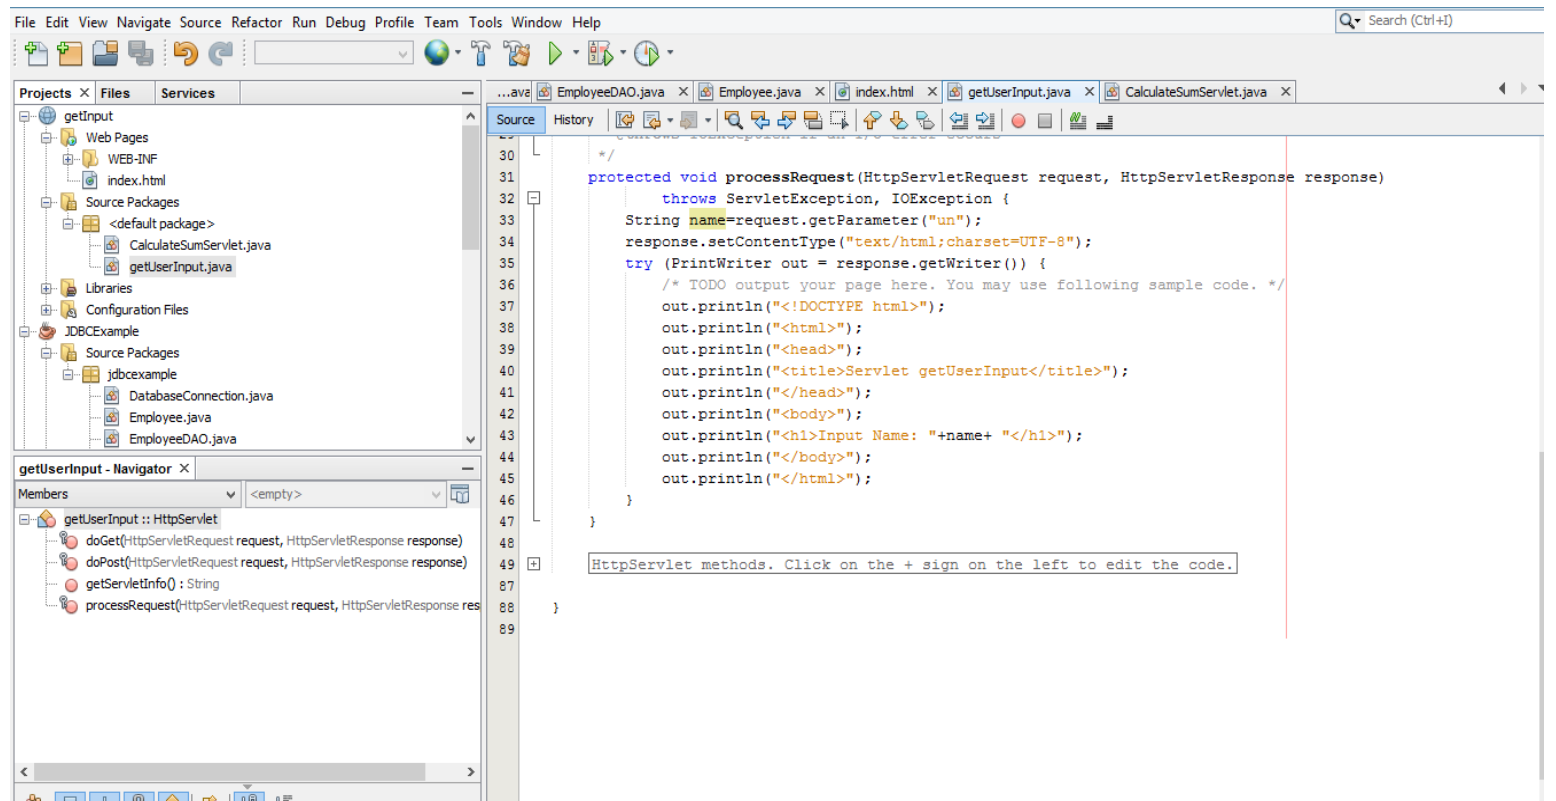 File Edit View Navigate Source Refactor Run Debug Profile Team Tools Window Help
Search (Ctrl+I)
Projects Files Services
getInput
Web Pages
WEB-INF
index.html
Source Packages
<default package>
CalculateSumServlet.java
getUserInput.java
Libraries
Configuration Files
JDBCExample
Source Packages
jdbcexample
DatabaseConnection.java
Employee.java
EmployeeDAO.java
getUserInput - Navigator
Members <empty>
getUserInput :: HttpServlet
doGet(HttpServletRequest request, HttpServletResponse response)
doPost(HttpServletRequest request, HttpServletResponse response)
getServletInfo() : String
processRequest(HttpServletRequest request, HttpServletResponse res
...ava EmployeeDAO.java Employee.java index.html getUserInput.java CalculateSumServlet.java
Source History
30 */
31 protected void processRequest(HttpServletRequest request, HttpServletResponse response)
32 throws ServletException, IOException {
33 String name=request.getParameter("un");
34 response.setContentType("text/html;charset=UTF-8");
35 try (PrintWriter out = response.getWriter()) {
36 /* TODO output your page here. You may use following sample code. */
37 out.println("<!DOCTYPE html>");
38 out.println("<html>");
39 out.println("<head>");
40 out.println("<title>Servlet getUserInput</title>");
41 out.println("</head>");
42 out.println("<body>");
43 out.println("<h1>Input Name: "+name+ "</h1>");
44 out.println("</body>");
45 out.println("</html>");
46 }
47 }
48
49 HttpServlet methods. Click on the + sign on the left to edit the code.
87
88 }
89